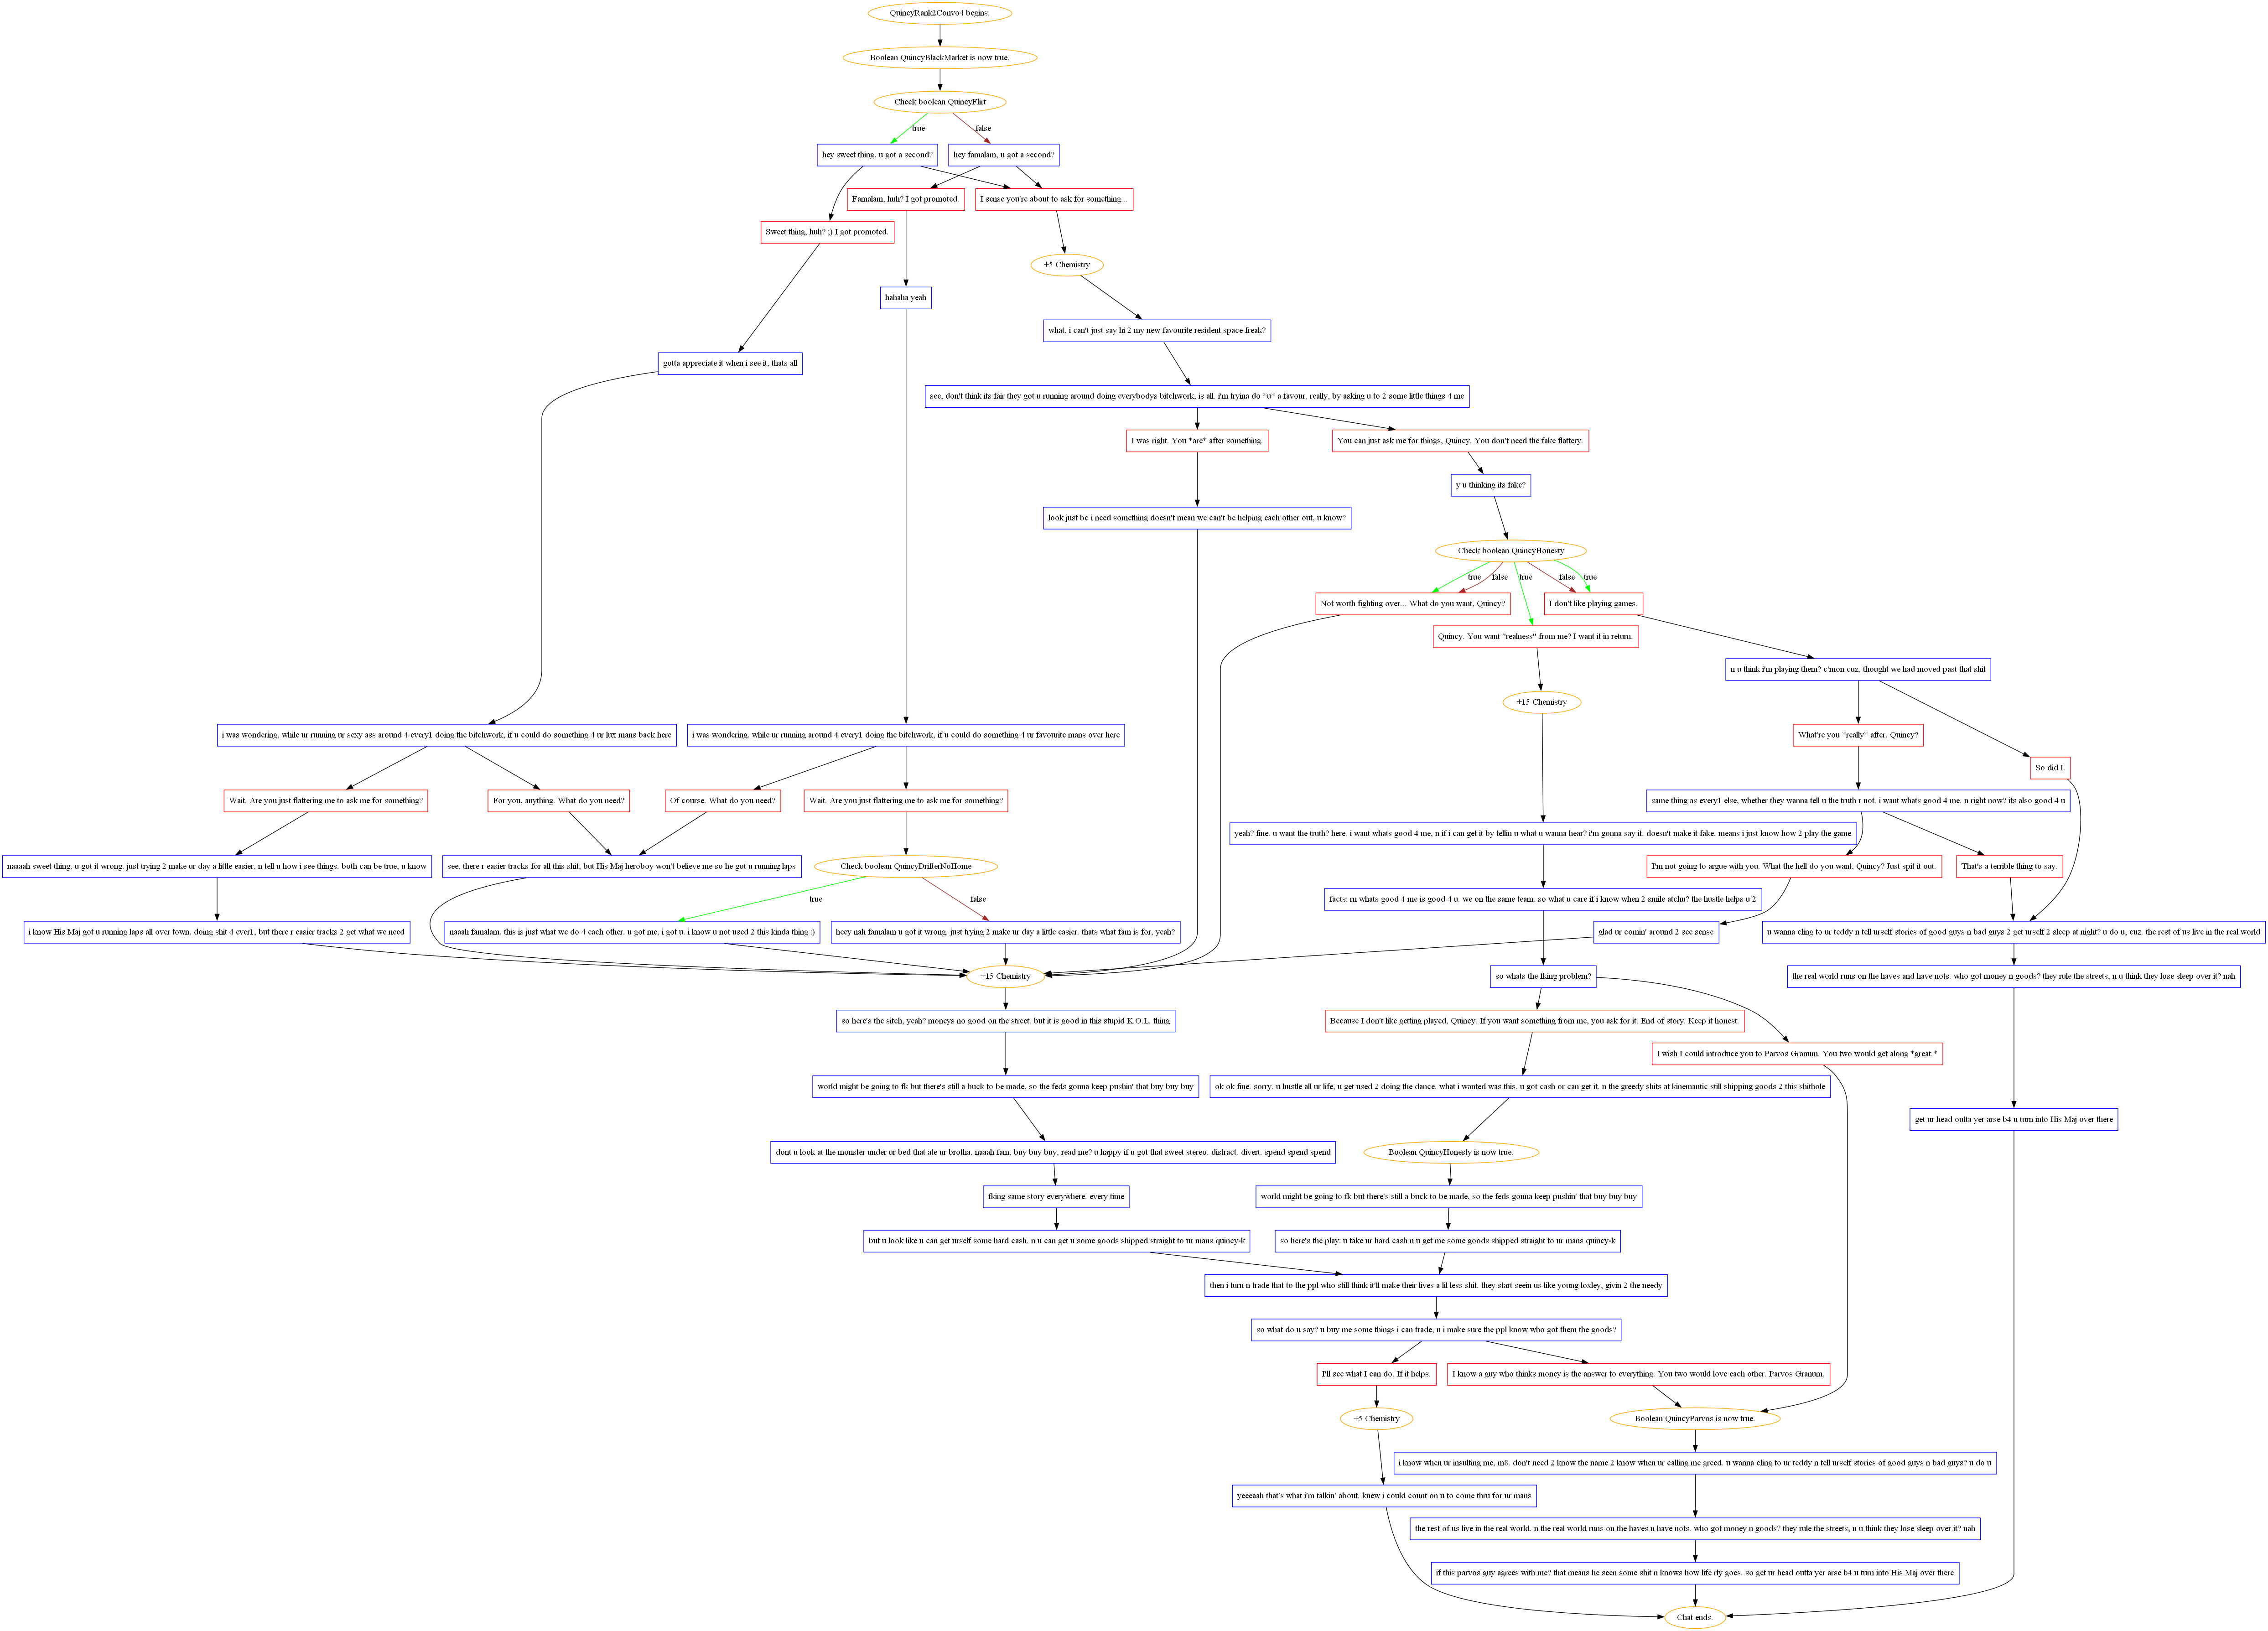 QuincyRank2Convo4 begins.
Boolean QuincyBlackMarket is now true.
Check boolean QuincyFlirt
true
false
hey sweet thing, u got a second?
hey famalam, u got a second?
Famalam, huh? I got promoted.
I sense you're about to ask for something...
Sweet thing, huh? ;) I got promoted.
+5 Chemistry
hahaha yeah
what, i can't just say hi 2 my new favourite resident space freak?
gotta appreciate it when i see it, thats all
see, don't think its fair they got u running around doing everybodys bitchwork, is all. i'm tryina do *u* a favour, really, by asking u to 2 some little things 4 me
I was right. You *are* after something.
You can just ask me for things, Quincy. You don't need the fake flattery.
y u thinking its fake?
look just bc i need something doesn't mean we can't be helping each other out, u know?
Check boolean QuincyHonesty
true
false
true
false
true
Not worth fighting over... What do you want, Quincy?
I don't like playing games.
Quincy. You want "realness" from me? I want it in return.
n u think i'm playing them? c'mon cuz, thought we had moved past that shit
+15 Chemistry
i was wondering, while ur running ur sexy ass around 4 every1 doing the bitchwork, if u could do something 4 ur lux mans back here
i was wondering, while ur running around 4 every1 doing the bitchwork, if u could do something 4 ur favourite mans over here
What're you *really* after, Quincy?
So did I.
Wait. Are you just flattering me to ask me for something?
For you, anything. What do you need?
Of course. What do you need?
Wait. Are you just flattering me to ask me for something?
same thing as every1 else, whether they wanna tell u the truth r not. i want whats good 4 me. n right now? its also good 4 u
yeah? fine. u want the truth? here. i want whats good 4 me, n if i can get it by tellin u what u wanna hear? i'm gonna say it. doesn't make it fake. means i just know how 2 play the game
naaah sweet thing, u got it wrong. just trying 2 make ur day a little easier, n tell u how i see things. both can be true, u know
see, there r easier tracks for all this shit, but His Maj heroboy won't believe me so he got u running laps
Check boolean QuincyDrifterNoHome
I'm not going to argue with you. What the hell do you want, Quincy? Just spit it out.
That's a terrible thing to say.
true
false
facts: rn whats good 4 me is good 4 u. we on the same team. so what u care if i know when 2 smile atchu? the hustle helps u 2
i know His Maj got u running laps all over town, doing shit 4 ever1, but there r easier tracks 2 get what we need
naaah famalam, this is just what we do 4 each other. u got me, i got u. i know u not used 2 this kinda thing :)
heey nah famalam u got it wrong. just trying 2 make ur day a little easier. thats what fam is for, yeah?
glad ur comin' around 2 see sense
u wanna cling to ur teddy n tell urself stories of good guys n bad guys 2 get urself 2 sleep at night? u do u, cuz. the rest of us live in the real world
+15 Chemistry
so whats the fking problem?
the real world runs on the haves and have nots. who got money n goods? they rule the streets, n u think they lose sleep over it? nah
so here's the sitch, yeah? moneys no good on the street. but it is good in this stupid K.O.L. thing
Because I don't like getting played, Quincy. If you want something from me, you ask for it. End of story. Keep it honest.
I wish I could introduce you to Parvos Granum. You two would get along *great.*
world might be going to fk but there's still a buck to be made, so the feds gonna keep pushin' that buy buy buy
ok ok fine. sorry. u hustle all ur life, u get used 2 doing the dance. what i wanted was this. u got cash or can get it. n the greedy shits at kinemantic still shipping goods 2 this shithole
get ur head outta yer arse b4 u turn into His Maj over there
dont u look at the monster under ur bed that ate ur brotha, naaah fam, buy buy buy, read me? u happy if u got that sweet stereo. distract. divert. spend spend spend
Boolean QuincyHonesty is now true.
fking same story everywhere. every time
world might be going to fk but there's still a buck to be made, so the feds gonna keep pushin' that buy buy buy
but u look like u can get urself some hard cash. n u can get u some goods shipped straight to ur mans quincy-k
so here's the play: u take ur hard cash n u get me some goods shipped straight to ur mans quincy-k
then i turn n trade that to the ppl who still think it'll make their lives a lil less shit. they start seein us like young loxley, givin 2 the needy
so what do u say? u buy me some things i can trade, n i make sure the ppl know who got them the goods?
I'll see what I can do. If it helps.
I know a guy who thinks money is the answer to everything. You two would love each other. Parvos Granum.
+5 Chemistry
Boolean QuincyParvos is now true.
i know when ur insulting me, m8. don't need 2 know the name 2 know when ur calling me greed. u wanna cling to ur teddy n tell urself stories of good guys n bad guys? u do u
yeeeaah that's what i'm talkin' about. knew i could count on u to come thru for ur mans
the rest of us live in the real world. n the real world runs on the haves n have nots. who got money n goods? they rule the streets, n u think they lose sleep over it? nah
if this parvos guy agrees with me? that means he seen some shit n knows how life rly goes. so get ur head outta yer arse b4 u turn into His Maj over there
Chat ends.